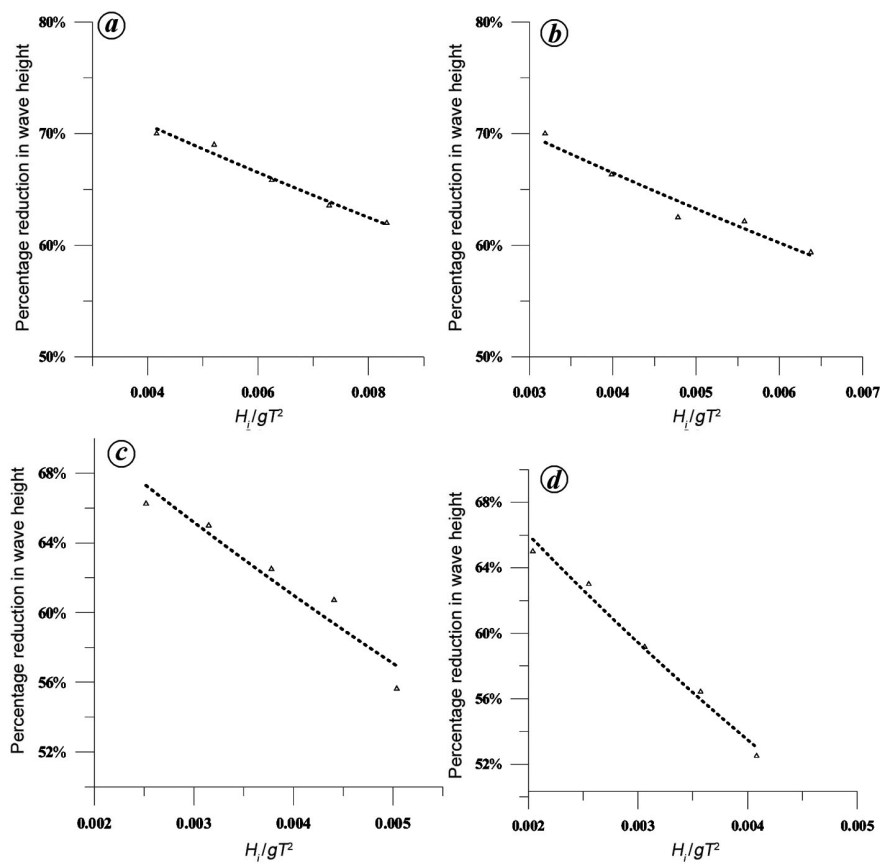 a
Percentage reduction in wave height
80%
70%
60%
50%
0.004 0.006 0.008
Hi/gT²
b
Percentage reduction in wave height
80%
70%
60%
50%
0.003 0.004 0.005 0.006 0.007
Hi/gT²
c
Percentage reduction in wave height
68%
64%
60%
56%
52%
0.002 0.003 0.004 0.005
Hi/gT²
d
Percentage reduction in wave height
68%
64%
60%
56%
52%
0.002 0.003 0.004 0.005
Hi/gT²